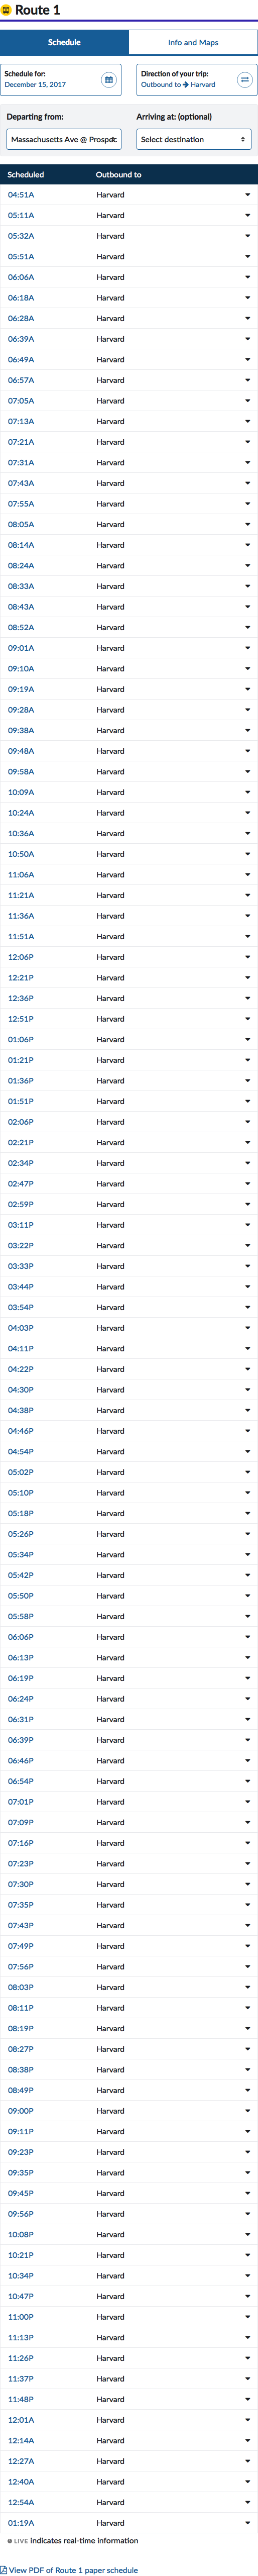 Route 1
Schedule Info and Maps
Schedule for: Direction of your trip:
December 15, 2017 Outbound to Harvard
Departing from: Arriving at: (optional)
Massachusetts Ave @ Prospec Select destination
Scheduled Outbound to
04:51A Harvard
05:11A Harvard
05:32A Harvard
05:51A Harvard
06:06A Harvard
06:18A Harvard
06:28A Harvard
06:39A Harvard
06:49A Harvard
06:57A Harvard
07:05A Harvard
07:13A Harvard
07:21A Harvard
07:31A Harvard
07:43A Harvard
07:55A Harvard
08:05A Harvard
08:14A Harvard
08:24A Harvard
08:33A Harvard
08:43A Harvard
08:52A Harvard
09:01A Harvard
09:10A Harvard
09:19A Harvard
09:28A Harvard
09:38A Harvard
09:48A Harvard
09:58A Harvard
10:09A Harvard
10:24A Harvard
10:36A Harvard
10:50A Harvard
11:06A Harvard
11:21A Harvard
11:36A Harvard
11:51A Harvard
12:06P Harvard
12:21P Harvard
12:36P Harvard
12:51P Harvard
01:06P Harvard
01:21P Harvard
01:36P Harvard
01:51P Harvard
02:06P Harvard
02:21P Harvard
02:34P Harvard
02:47P Harvard
02:59P Harvard
03:11P Harvard
03:22P Harvard
03:33P Harvard
03:44P Harvard
03:54P Harvard
04:03P Harvard
04:11P Harvard
04:22P Harvard
04:30P Harvard
04:38P Harvard
04:46P Harvard
04:54P Harvard
05:02P Harvard
05:10P Harvard
05:18P Harvard
05:26P Harvard
05:34P Harvard
05:42P Harvard
05:50P Harvard
05:58P Harvard
06:06P Harvard
06:13P Harvard
06:19P Harvard
06:24P Harvard
06:31P Harvard
06:39P Harvard
06:46P Harvard
06:54P Harvard
07:01P Harvard
07:09P Harvard
07:16P Harvard
07:23P Harvard
07:30P Harvard
07:35P Harvard
07:43P Harvard
07:49P Harvard
07:56P Harvard
08:03P Harvard
08:11P Harvard
08:19P Harvard
08:27P Harvard
08:38P Harvard
08:49P Harvard
09:00P Harvard
09:11P Harvard
09:23P Harvard
09:35P Harvard
09:45P Harvard
09:56P Harvard
10:08P Harvard
10:21P Harvard
10:34P Harvard
10:47P Harvard
11:00P Harvard
11:13P Harvard
11:26P Harvard
11:37P Harvard
11:48P Harvard
12:01A Harvard
12:14A Harvard
12:27A Harvard
12:40A Harvard
12:54A Harvard
01:19A Harvard
LIVE indicates real-time information
View PDF of Route 1 paper schedule